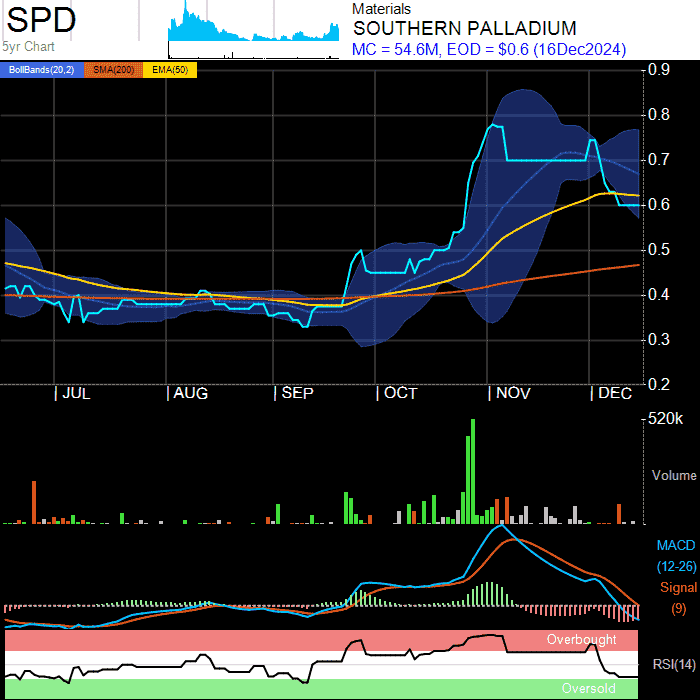 SPD
5yr Chart
Materials
SOUTHERN PALLADIUM
MC = 54.6M, EOD = $0.6 (16Dec2024)
BollBands(20,2) SMA(200) EMA(50)
0.9
0.8
0.7
0.6
0.5
0.4
0.3
0.2
| JUL | AUG | SEP | OCT | NOV | DEC
520k
Volume
MACD
(12-26)
Signal
(9)
Overbought
RSI(14)
Oversold